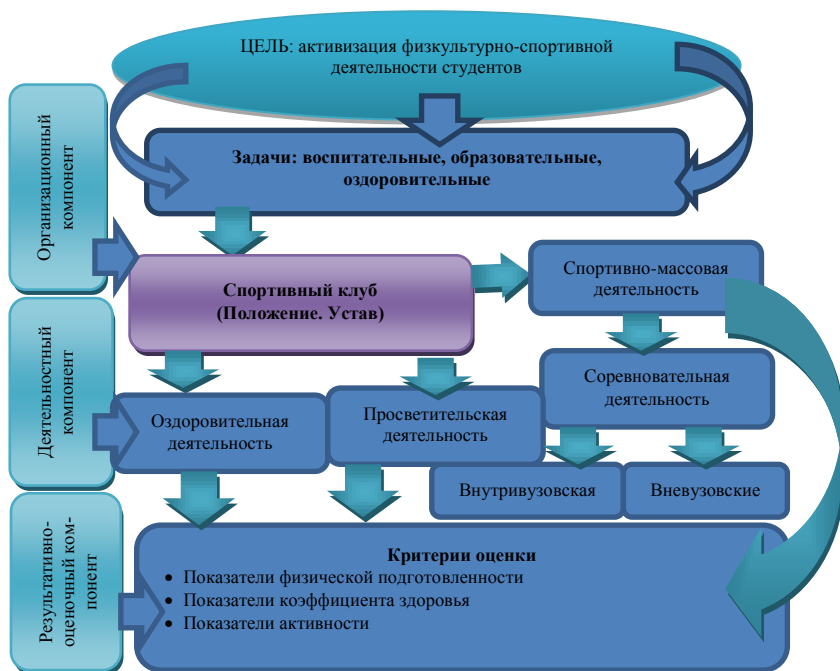 ЦЕЛЬ: активизация физкультурно-спортивной
деятельности студентов
Организационный
компонент
Задачи: воспитательные, образовательные,
оздоровительные
Спортивный клуб
(Положение. Устав)
Спортивно-массовая
деятельность
Деятельностный
компонент
Оздоровительная
деятельность
Просветительская
деятельность
Соревновательная
деятельность
Внутривузовская
Вневузовские
Результативно-
оценочный ком-
понент
Критерии оценки
• Показатели физической подготовленности
• Показатели коэффициента здоровья
• Показатели активности